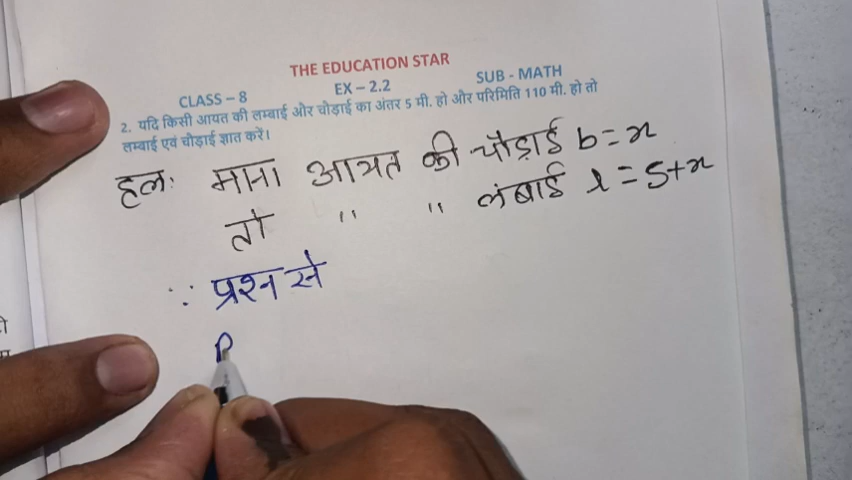 THE EDUCATION STAR
CLASS – 8 EX – 2.2 SUB - MATH
2. यदि किसी आयत की लम्बाई और चौड़ाई का अंतर 5 मी. हो और परिमिति 110 मी. हो तो
लम्बाई एवं चौड़ाई ज्ञात करें।
हल: माना आयत की चौड़ाई b = x
तो " " लंबाई l = 5+x
∵ प्रश्न से
P